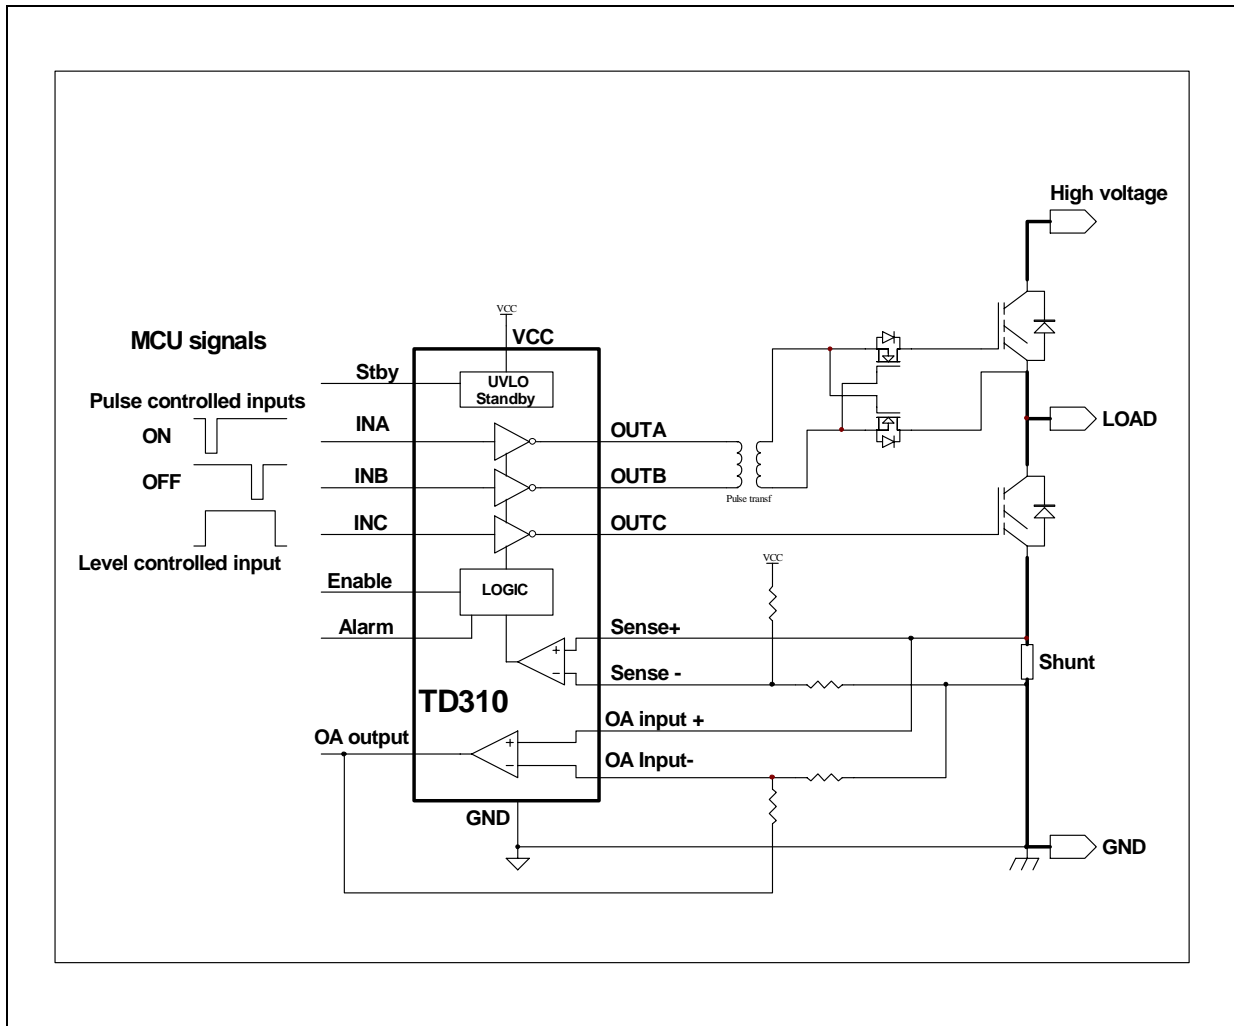 High voltage
VCC
VCC
MCU signals
Stby
UVLO
Standby
Pulse controlled inputs
ON
INA
OUTA
LOAD
OFF
INB
OUTB
Pulse transf
INC
OUTC
Level controlled input
VCC
Enable
LOGIC
Alarm
Sense+
Shunt
Sense -
TD310
OA input +
OA output
OA Input-
GND
GND
+
−
+
−